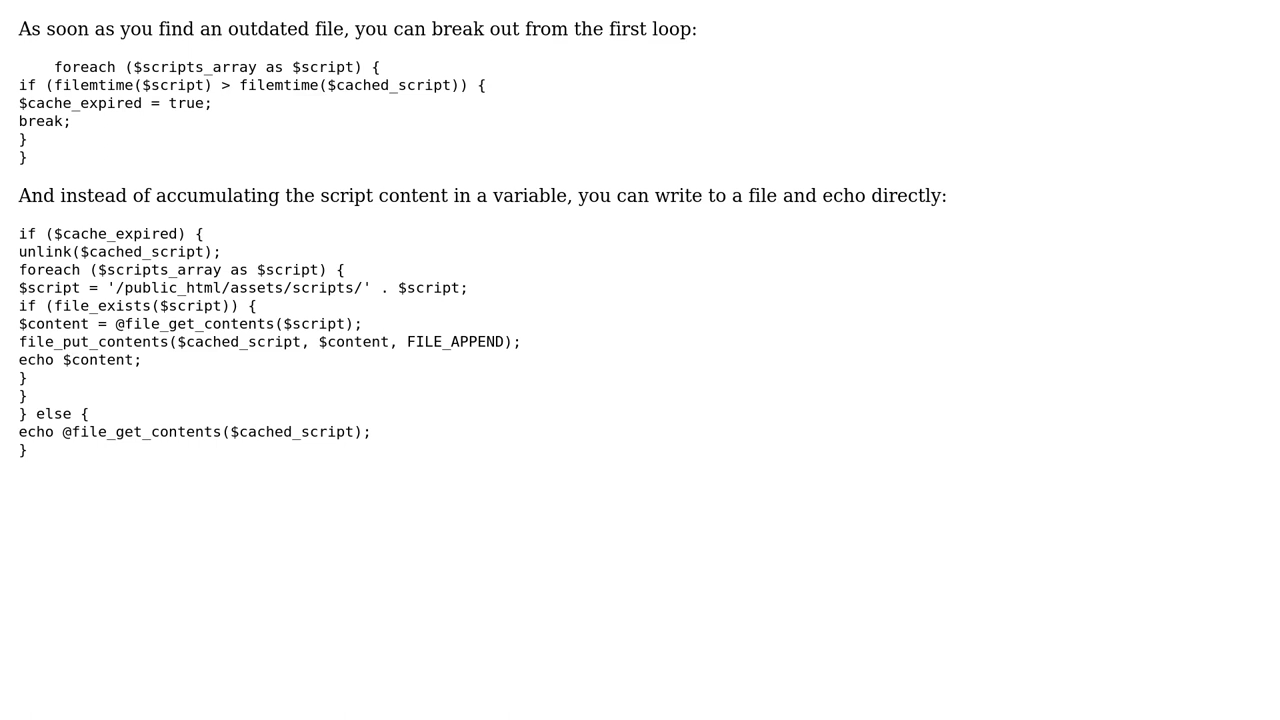 As soon as you find an outdated file, you can break out from the first loop:
foreach ($scripts_array as $script) {
if (filemtime($script) > filemtime($cached_script)) {
$cache_expired = true;
break;
}
}
And instead of accumulating the script content in a variable, you can write to a file and echo directly:
if ($cache_expired) {
unlink($cached_script);
foreach ($scripts_array as $script) {
$script = '/public_html/assets/scripts/' . $script;
if (file_exists($script)) {
$content = @file_get_contents($script);
file_put_contents($cached_script, $content, FILE_APPEND);
echo $content;
}
}
} else {
echo @file_get_contents($cached_script);
}